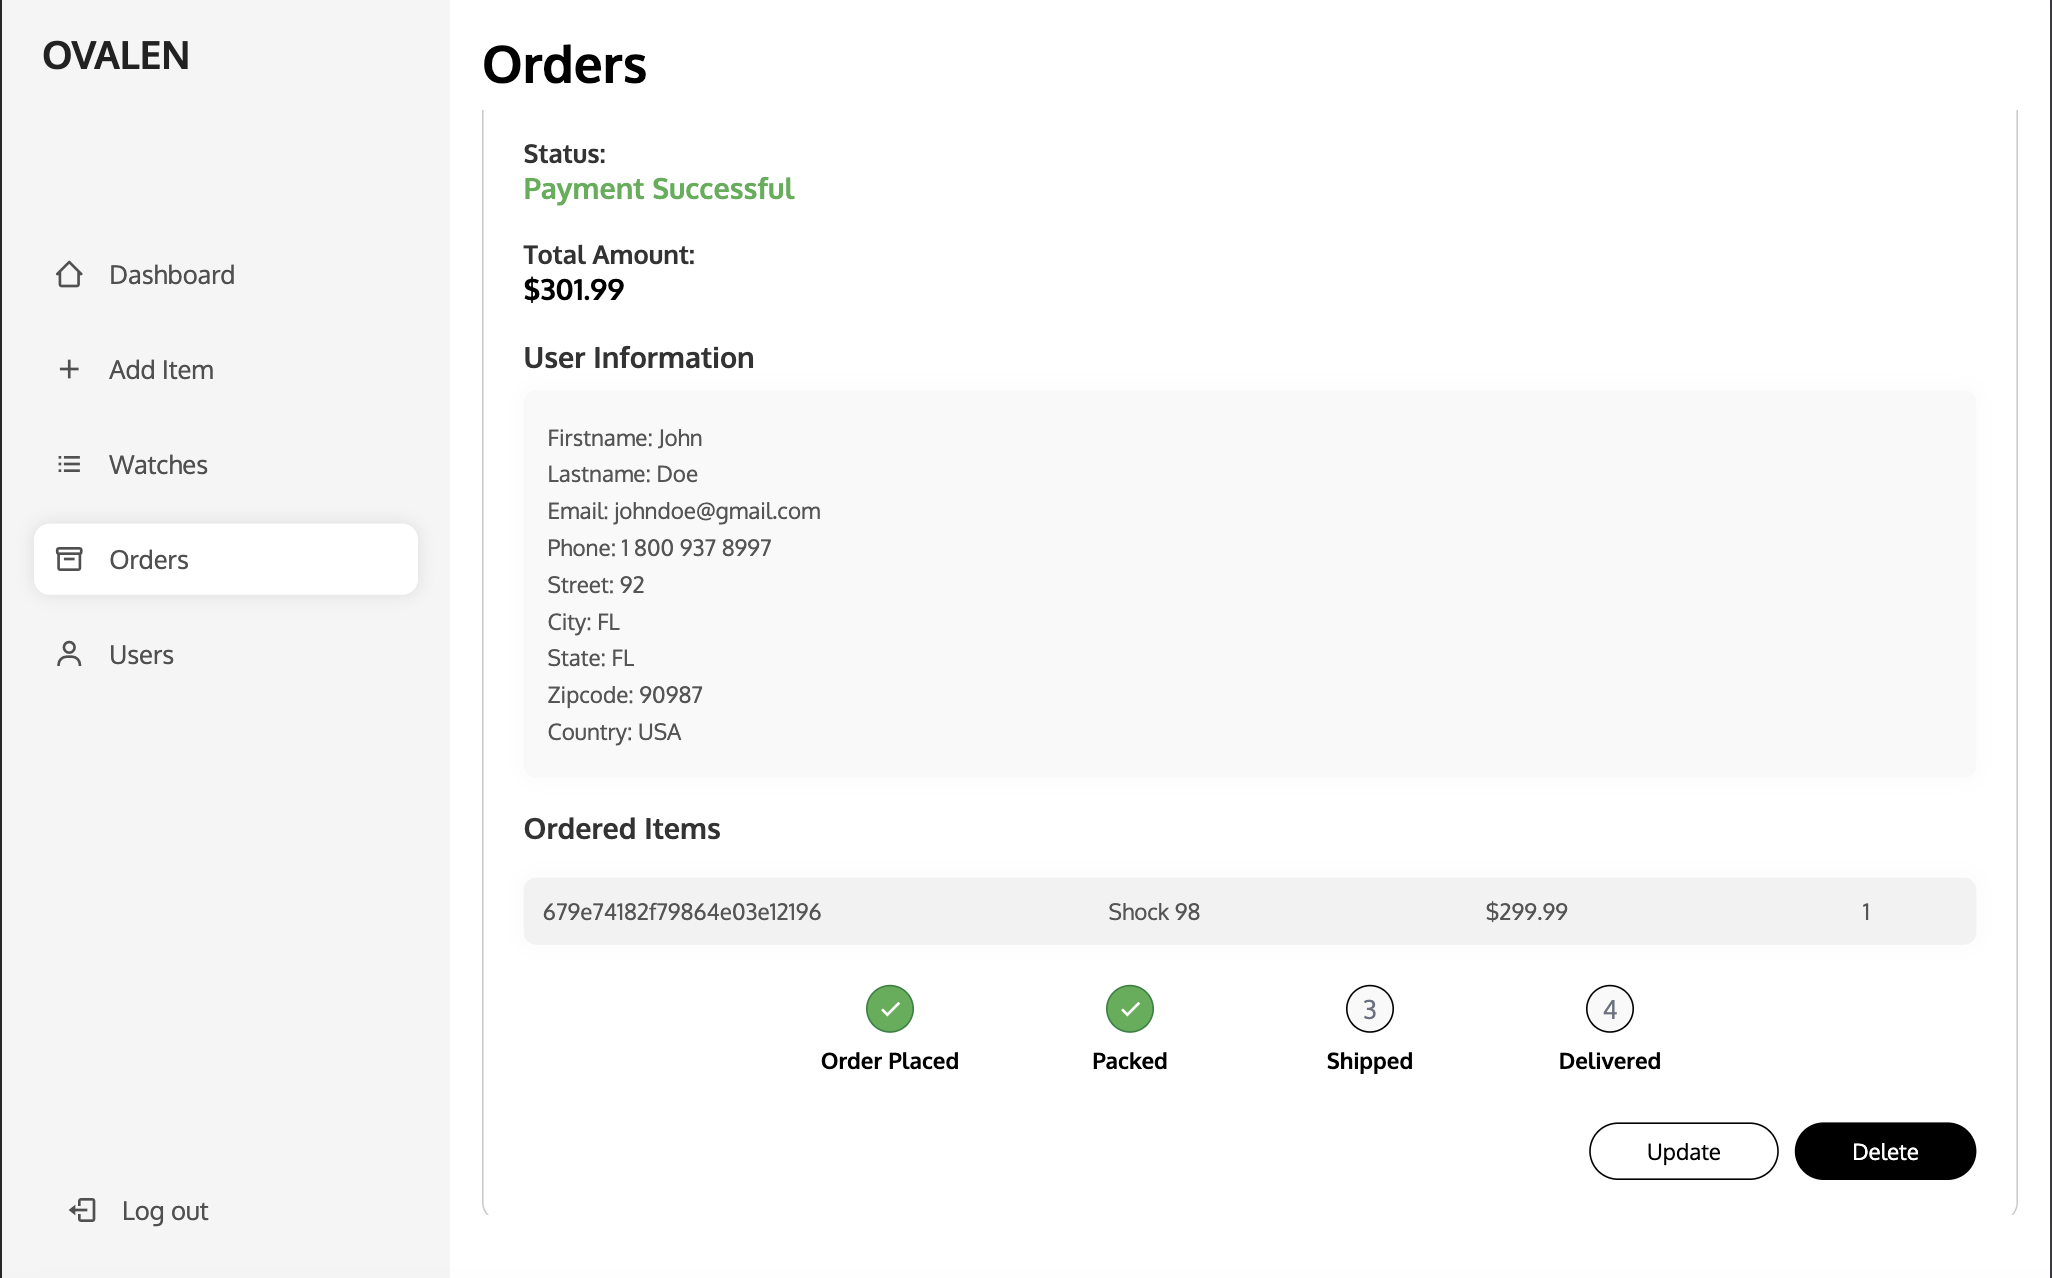 OVALEN
Dashboard
Add Item
Watches
Orders
Users
Log out
Orders
Status:
Payment Successful
Total Amount:
$301.99
User Information
Firstname: John
Lastname: Doe
Email: johndoe@gmail.com
Phone: 1 800 937 8997
Street: 92
City: FL
State: FL
Zipcode: 90987
Country: USA
Ordered Items
679e74182f79864e03e12196 Shock 98 $299.99 1
3 4
Order Placed Packed Shipped Delivered
Update Delete